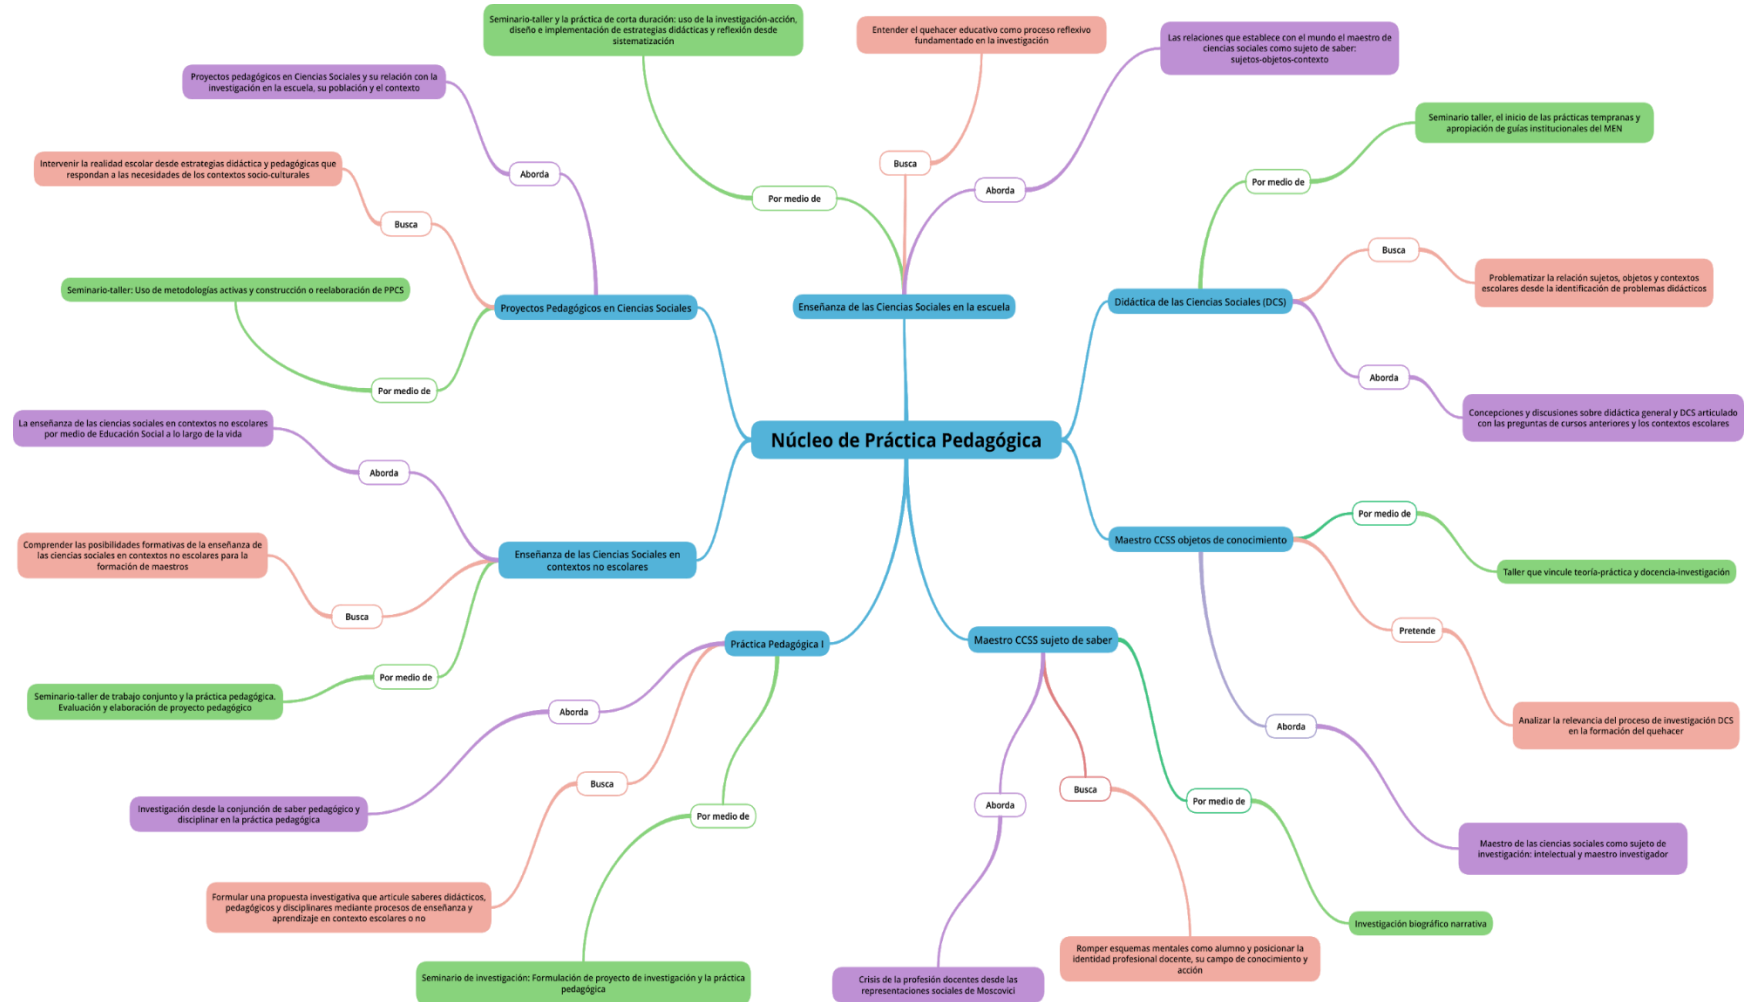 Seminario-taller y la práctica de corta duración: uso de la investigación-acción,
diseño e implementación de estrategias didácticas y reflexión desde
sistematización
Entender el quehacer educativo como proceso reflexivo
fundamentado en la investigación
Las relaciones que establece con el mundo el maestro de
ciencias sociales como sujeto de saber:
sujetos-objetos-contexto
Proyectos pedagógicos en Ciencias Sociales y su relación con la
investigación en la escuela, su población y el contexto
Seminario taller, el inicio de las prácticas tempranas y
apropiación de guías institucionales del MEN
Intervenir la realidad escolar desde estrategias didáctica y pedagógicas que
respondan a las necesidades de los contextos socio-culturales
Aborda
Busca
Aborda
Por medio de
Por medio de
Busca
Busca
Seminario-taller: Uso de metodologías activas y construcción o reelaboración de PPCS
Problematizar la relación sujetos, objetos y contextos
escolares desde la identificación de problemas didácticos
Proyectos Pedagógicos en Ciencias Sociales
Enseñanza de las Ciencias Sociales en la escuela
Didáctica de las Ciencias Sociales (DCS)
Por medio de
Aborda
La enseñanza de las ciencias sociales en contextos no escolares
por medio de Educación Social a lo largo de la vida
Concepciones y discusiones sobre didáctica general y DCS articulado
con las preguntas de cursos anteriores y los contextos escolares
Núcleo de Práctica Pedagógica
Aborda
Por medio de
Comprender las posibilidades formativas de la enseñanza de
las ciencias sociales en contextos no escolares para la
formación de maestros
Enseñanza de las Ciencias Sociales en
contextos no escolares
Maestro CCSS objetos de conocimiento
Taller que vincule teoría-práctica y docencia-investigación
Busca
Práctica Pedagógica I
Maestro CCSS sujeto de saber
Pretende
Por medio de
Seminario-taller de trabajo conjunto y la práctica pedagógica.
Evaluación y elaboración de proyecto pedagógico
Aborda
Aborda
Analizar la relevancia del proceso de investigación DCS
en la formación del quehacer
Busca
Busca
Aborda
Por medio de
Por medio de
Investigación desde la conjunción de saber pedagógico y
disciplinar en la práctica pedagógica
Maestro de las ciencias sociales como sujeto de
investigación: intelectual y maestro investigador
Formular una propuesta investigativa que articule saberes didácticos,
pedagógicos y disciplinares mediante procesos de enseñanza y
aprendizaje en contexto escolares o no
Investigación biográfico narrativa
Romper esquemas mentales como alumno y posicionar la
identidad profesional docente, su campo de conocimiento y
acción
Seminario de investigación: Formulación de proyecto de investigación y la práctica
pedagógica
Crisis de la profesión docentes desde las
representaciones sociales de Moscovici